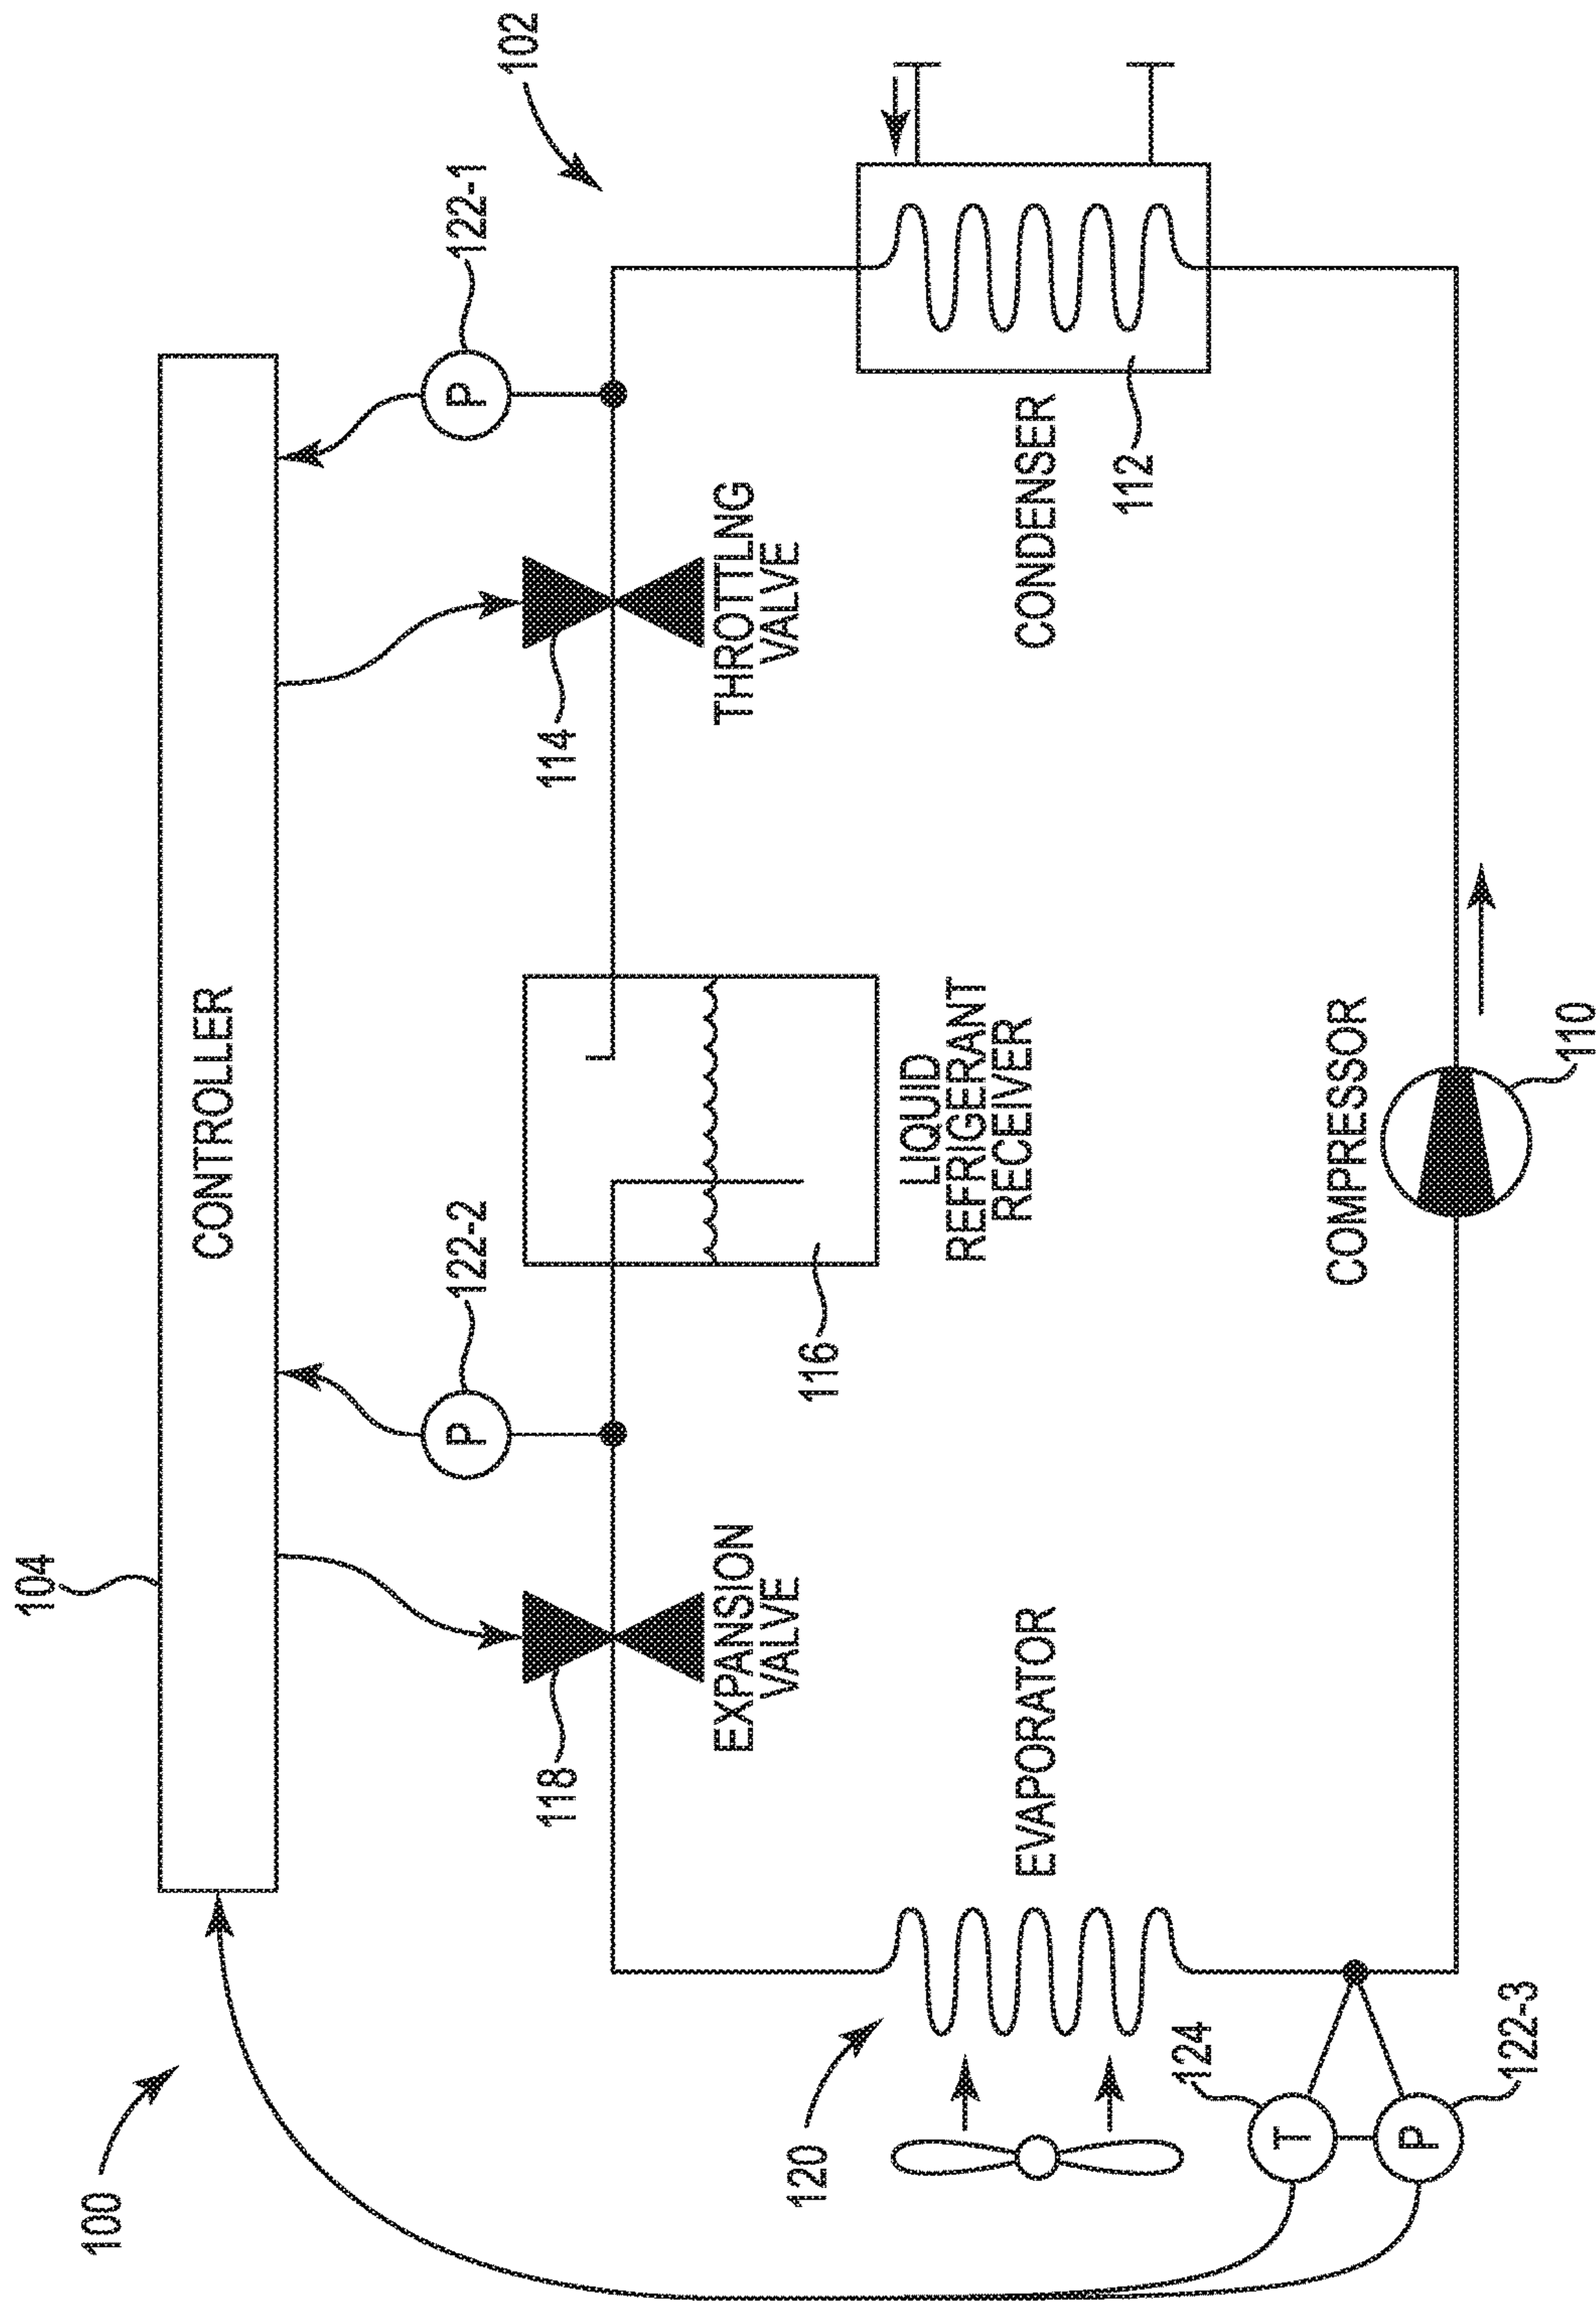 100
104
CONTROLLER
102
122-2
122-1
P
P
118
EXPANSION
VALVE
114
THROTTLNG
VALVE
116
LIQUID
REFRIGERANT
RECEIVER
120
EVAPORATOR
CONDENSER
112
124
T
P
122-3
COMPRESSOR
110